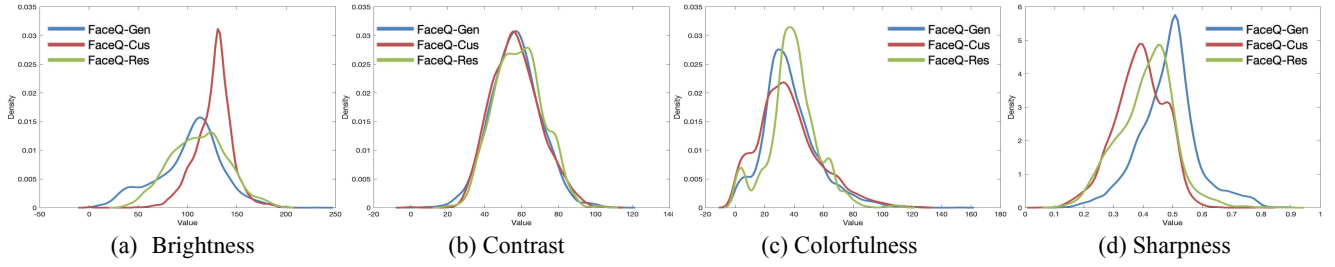 0.035
0.03
0.025
0.02
0.015
0.01
0.005
0
Density
-50 0 50 100 150 200 250
Value
FaceQ-Gen
FaceQ-Cus
FaceQ-Res
(a) Brightness
0.035
0.03
0.025
0.02
0.015
0.01
0.005
0
Density
-20 0 20 40 60 80 100 120 140
Value
FaceQ-Gen
FaceQ-Cus
FaceQ-Res
(b) Contrast
0.035
0.03
0.025
0.02
0.015
0.01
0.005
0
Density
-20 0 20 40 60 80 100 120 140 160 180
Value
FaceQ-Gen
FaceQ-Cus
FaceQ-Res
(c) Colorfulness
6
5
4
3
2
1
0
Density
0 0.1 0.2 0.3 0.4 0.5 0.6 0.7 0.8 0.9 1
Value
FaceQ-Gen
FaceQ-Cus
FaceQ-Res
(d) Sharpness